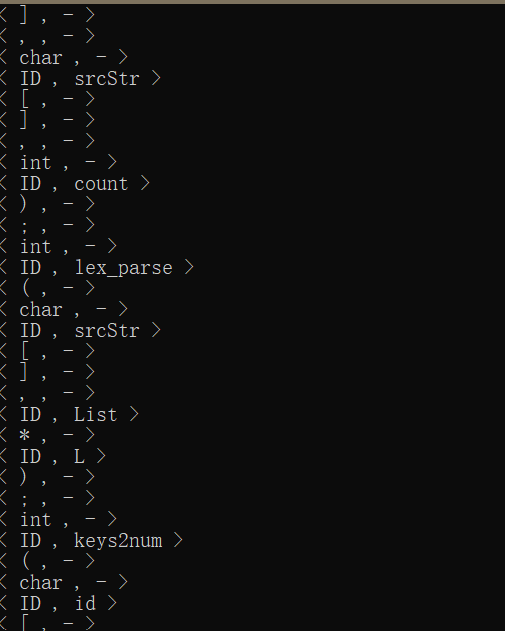 < ] , - >
< , , - >
< char , - >
< ID , srcStr >
< [ , - >
< ] , - >
< , , - >
< int , - >
< ID , count >
< ) , - >
< ; , - >
< int , - >
< ID , lex_parse >
< ( , - >
< char , - >
< ID , srcStr >
< [ , - >
< ] , - >
< , , - >
< ID , List >
< * , - >
< ID , L >
< ) , - >
< ; , - >
< int , - >
< ID , keys2num >
< ( , - >
< char , - >
< ID , id >
< [ , - >